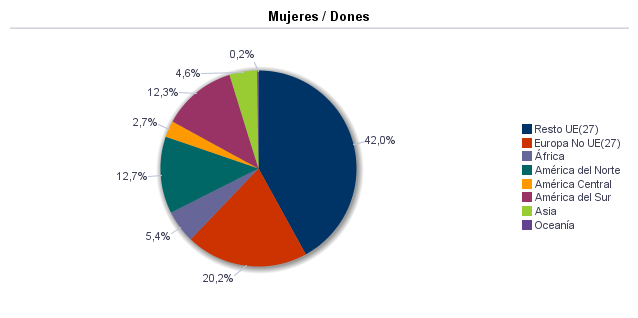 Mujeres / Dones
0,2%
4,6%
12,3%
2,7%
12,7%
5,4%
20,2%
42,0%
Resto UE(27)
Europa No UE(27)
África
América del Norte
América Central
América del Sur
Asia
Oceanía